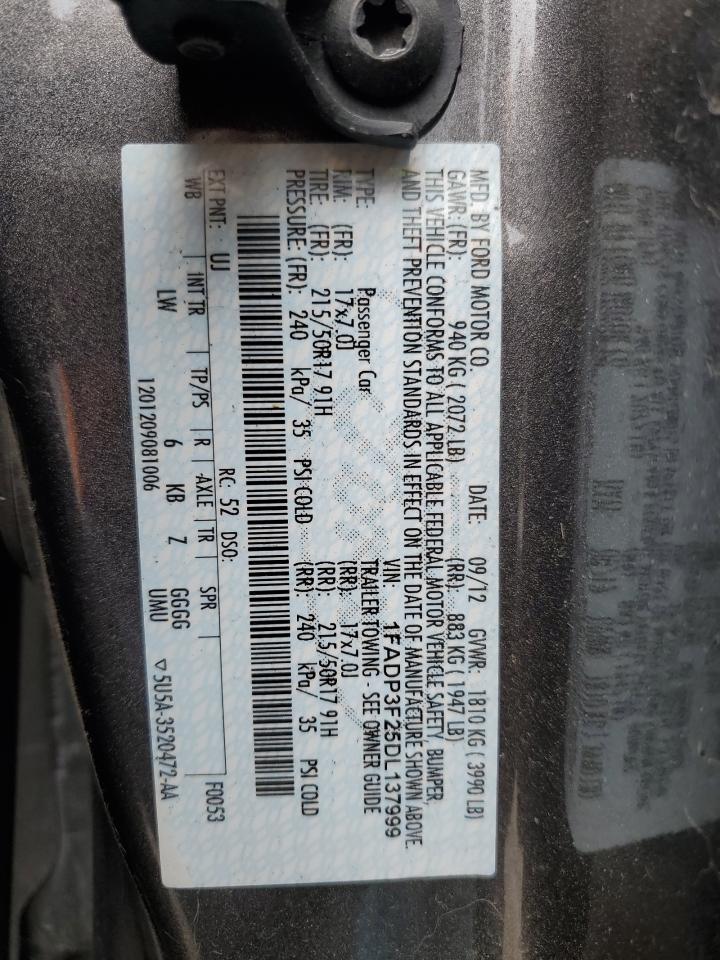 MFD. BY FORD MOTOR CO. DATE: 09/12 GVWR: 1810 KG ( 3990 LB)
GAWR: (FR): 940 KG ( 2072 LB) (RR): 883 KG ( 1947 LB)
THIS VEHICLE CONFORMS TO ALL APPLICABLE FEDERAL MOTOR VEHICLE SAFETY, BUMPER,
AND THEFT PREVENTION STANDARDS IN EFFECT ON THE DATE OF MANUFACTURE SHOWN ABOVE.
VIN: 1FADP3F25DL137999
TYPE: Passenger Car TRAILER TOWING - SEE OWNER GUIDE
RIM: (FR): 17x7.0J (RR): 17x7.0J
TIRE: (FR): 215/50R17 91H (RR): 215/50R17 91H
PRESSURE: (FR): 240 kPa/ 35 PSI COLD (RR): 240 kPa/ 35 PSI COLD
EXT PNT: UJ RC: 52 DSO: F0053
WB INT TR TP/PS R AXLE TR SPR
LW 6 KB Z GGGG
UMU
1201209081006 ▽ 5U5A-3520472-AA